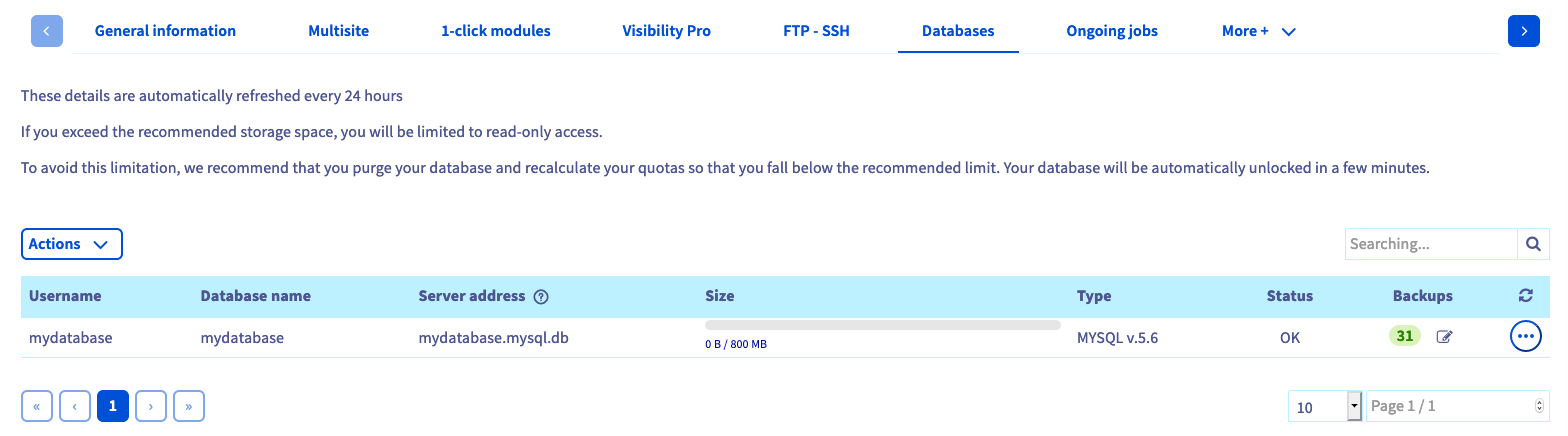 General information Multisite 1-click modules Visibility Pro FTP - SSH Databases Ongoing jobs More +
These details are automatically refreshed every 24 hours
If you exceed the recommended storage space, you will be limited to read-only access.
To avoid this limitation, we recommend that you purge your database and recalculate your quotas so that you fall below the recommended limit. Your database will be automatically unlocked in a few minutes.
Actions Searching...
Username Database name Server address ? Size Type Status Backups
mydatabase mydatabase mydatabase.mysql.db 0 B / 800 MB MYSQL v.5.6 OK 31
« ‹ 1 › » 10 Page 1 / 1